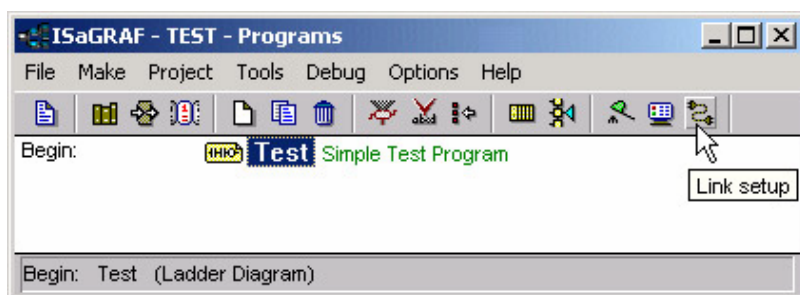 ISaGRAF - TEST - Programs
File Make Project Tools Debug Options Help
Begin: Test Simple Test Program
Link setup
Begin: Test (Ladder Diagram)